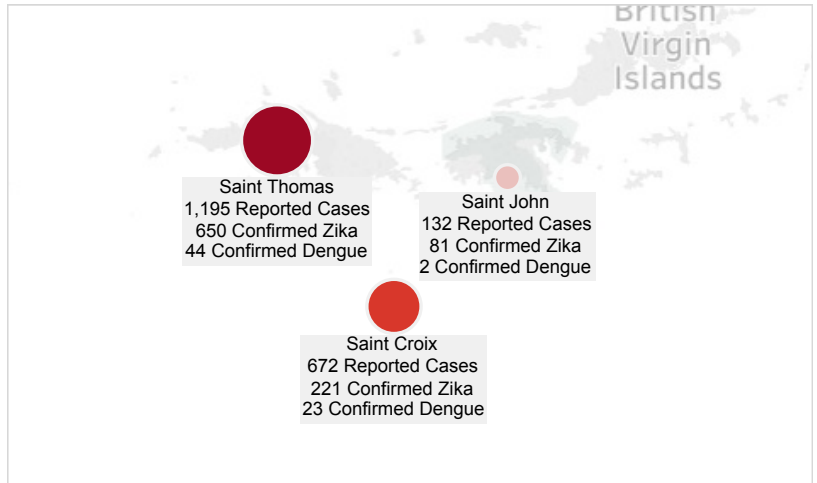 British
Virgin
Islands
Saint Thomas
1,195 Reported Cases
650 Confirmed Zika
44 Confirmed Dengue
Saint John
132 Reported Cases
81 Confirmed Zika
2 Confirmed Dengue
Saint Croix
672 Reported Cases
221 Confirmed Zika
23 Confirmed Dengue